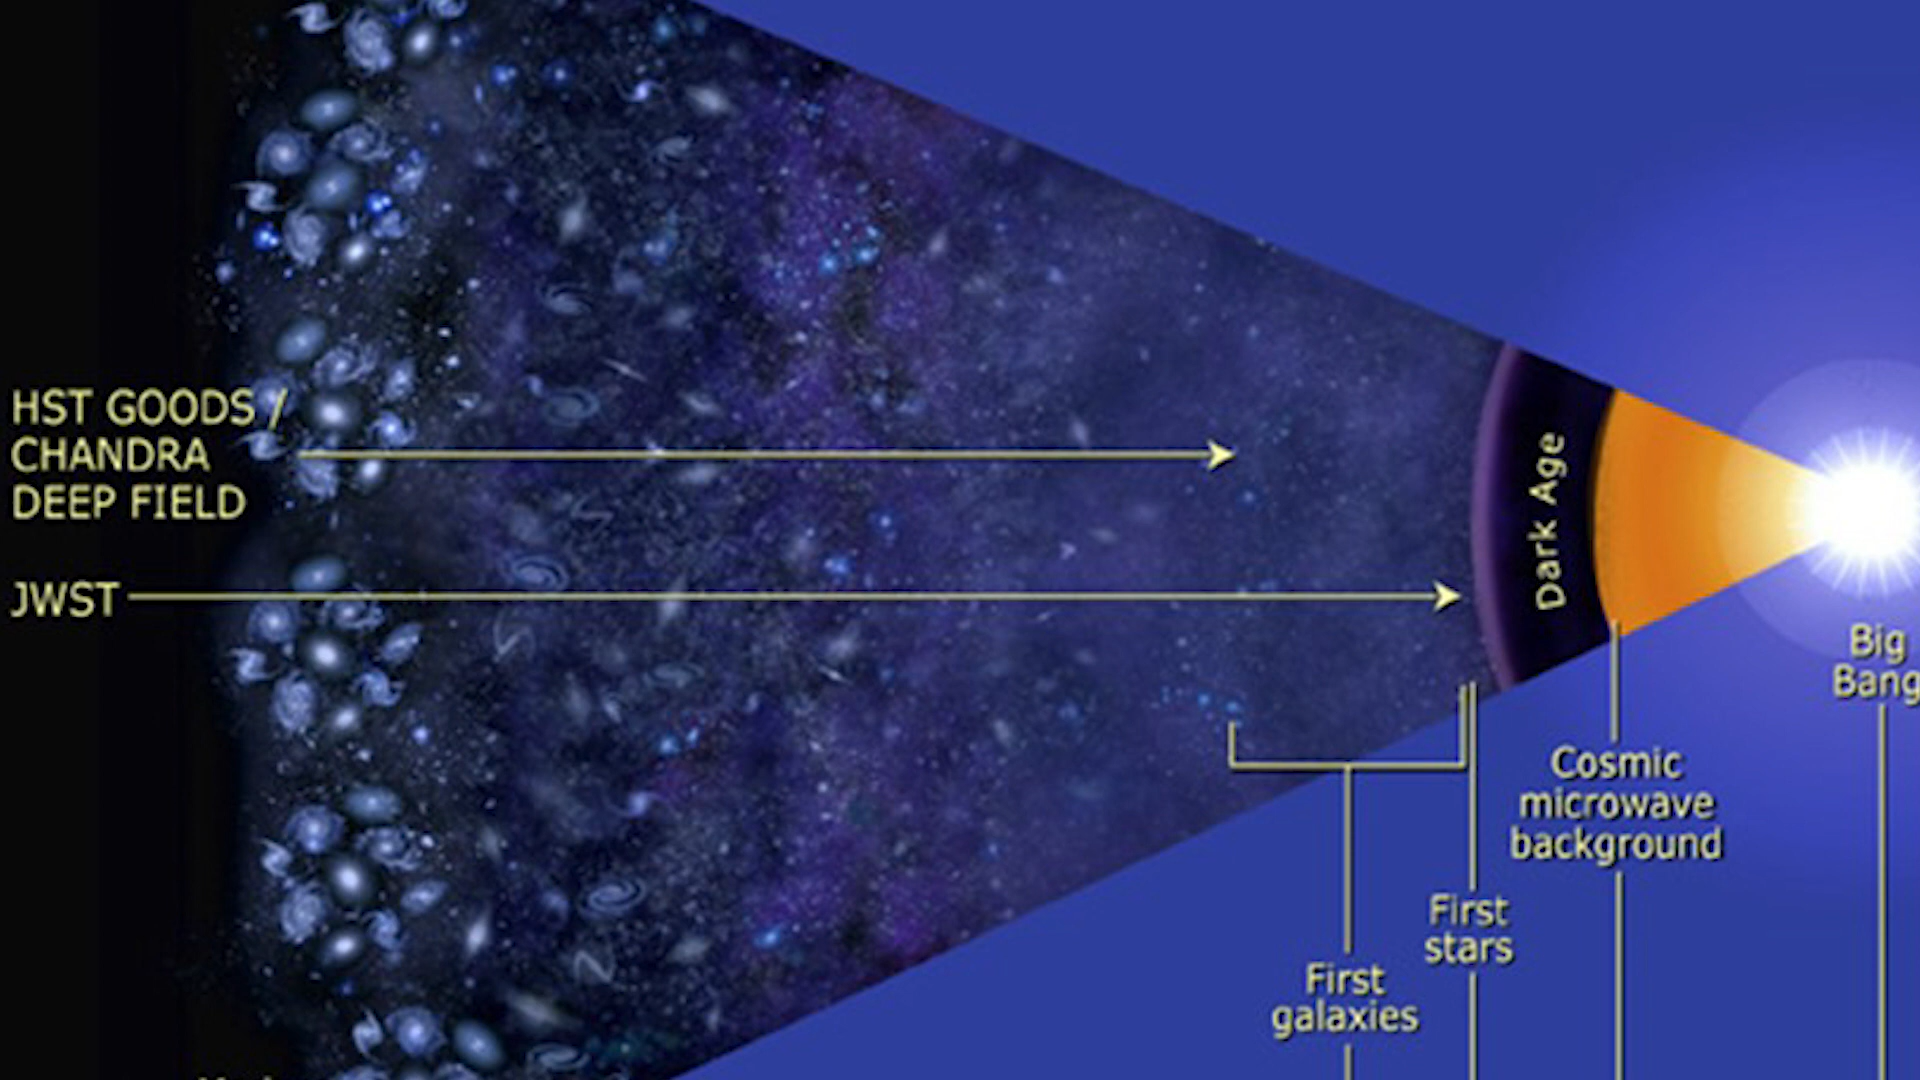 HST GOODS /
CHANDRA
DEEP FIELD
JWST
Dark Age
Big
Bang
Cosmic
microwave
background
First
stars
First
galaxies